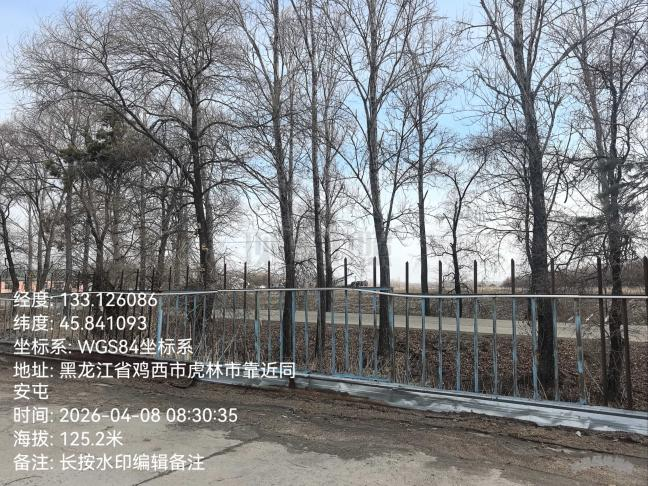 经度: 133.126086
纬度: 45.841093
坐标系: WGS84坐标系
地址: 黑龙江省鸡西市虎林市靠近同
安屯
时间: 2026-04-08 08:30:35
海拔: 125.2米
备注: 长按水印编辑备注